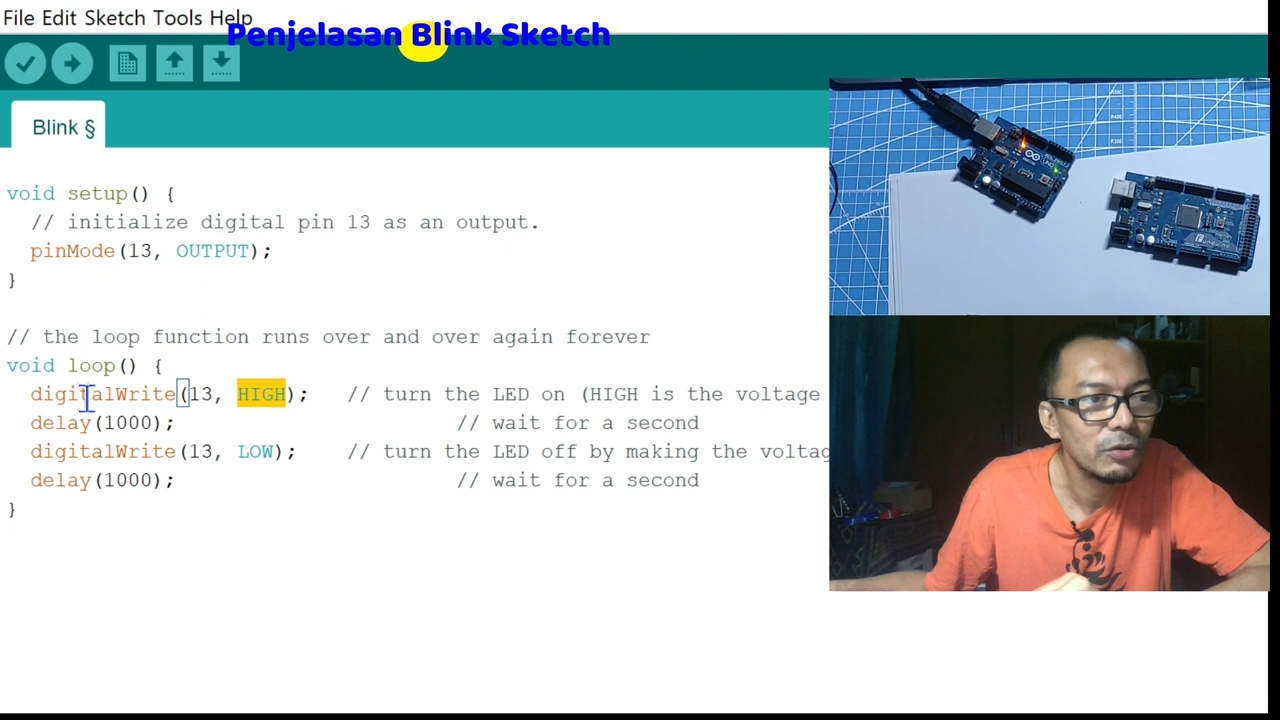 File Edit Sketch Tools Help
Penjelasan Blink Sketch
Blink §
void setup() {
// initialize digital pin 13 as an output.
pinMode(13, OUTPUT);
}
// the loop function runs over and over again forever
void loop() {
digitalWrite(13, HIGH); // turn the LED on (HIGH is the voltage
delay(1000); // wait for a second
digitalWrite(13, LOW); // turn the LED off by making the voltag
delay(1000); // wait for a second
}
UNO